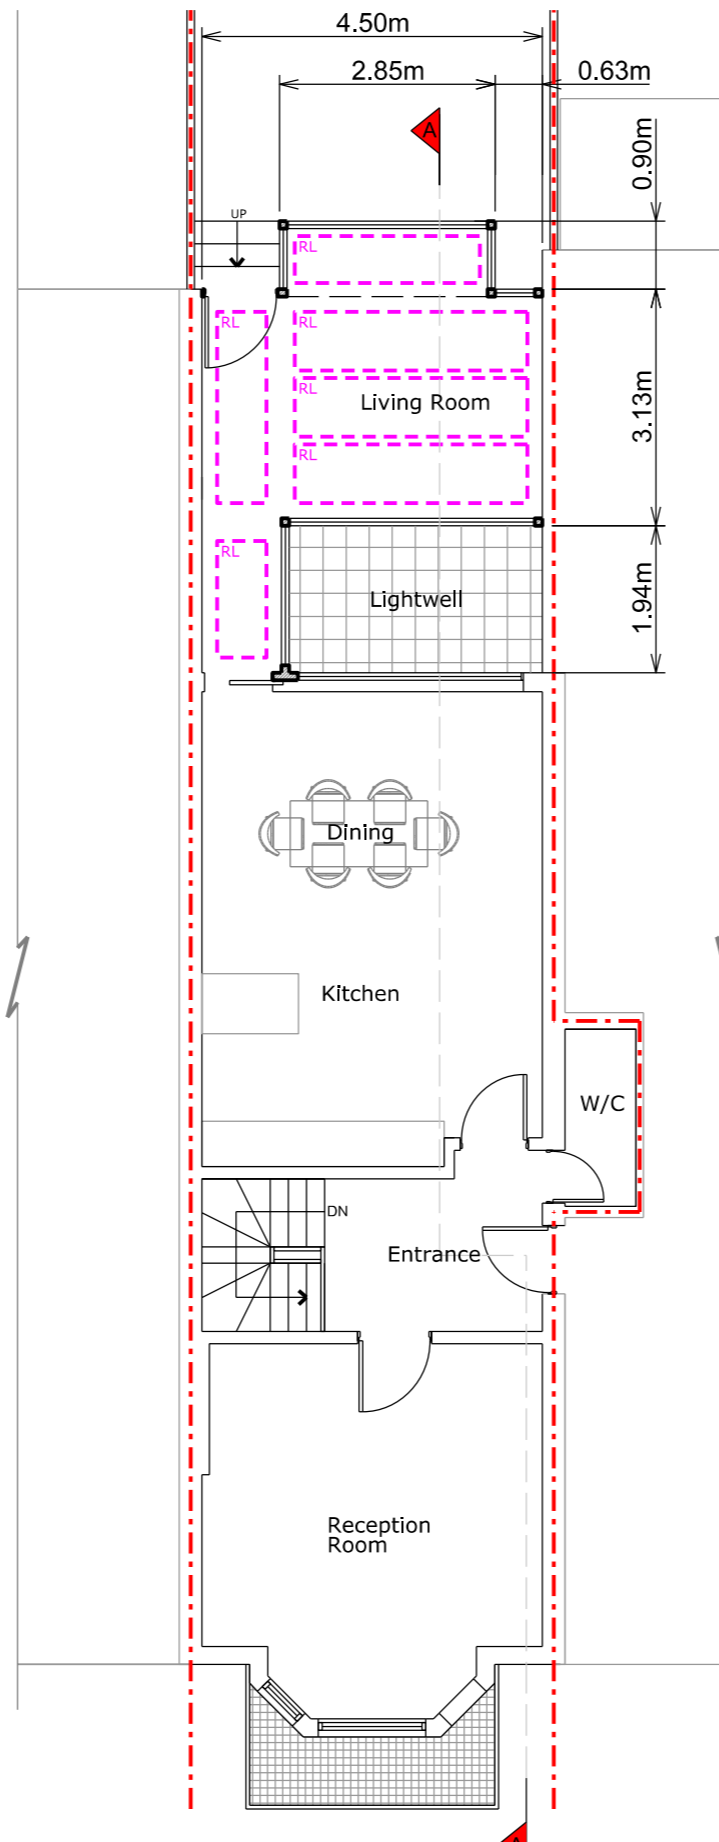 4.50m
2.85m
0.63m
A
0.90m
UP
RL
RL
RL
RL
Living Room
3.13m
RL
RL
Lightwell
1.94m
Dining
Kitchen
W/C
DN
Entrance
Reception
Room